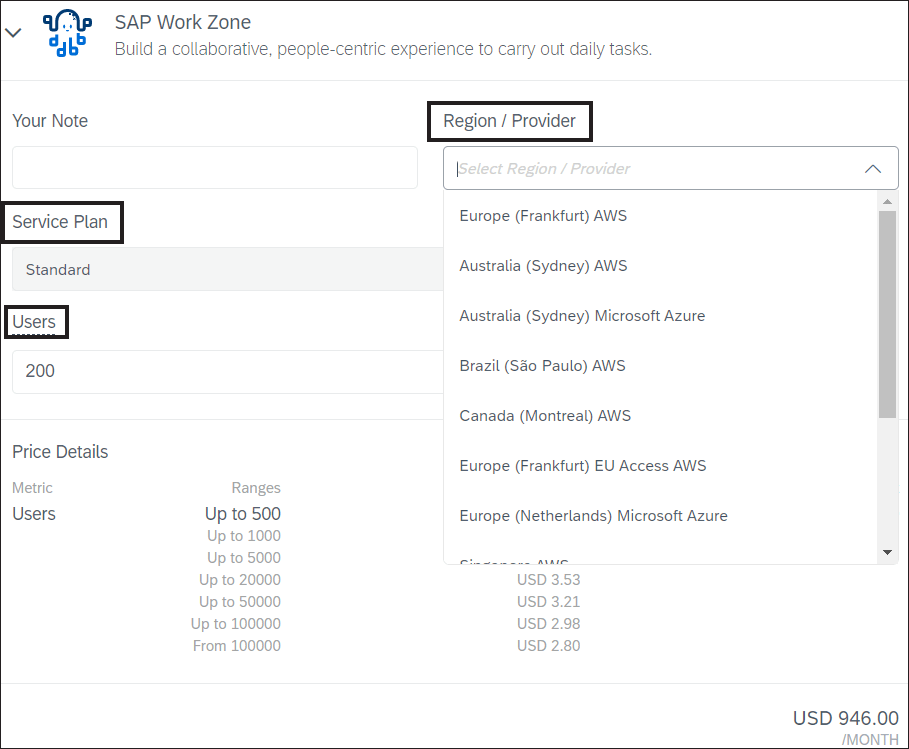 SAP Work Zone
Build a collaborative, people-centric experience to carry out daily tasks.
Your Note
Region / Provider
Select Region / Provider
Europe (Frankfurt) AWS
Australia (Sydney) AWS
Australia (Sydney) Microsoft Azure
Brazil (São Paulo) AWS
Canada (Montreal) AWS
Europe (Frankfurt) EU Access AWS
Europe (Netherlands) Microsoft Azure
Singapore AWS
Service Plan
Standard
Users
200
Price Details
Metric Ranges
Users Up to 500
Up to 1000
Up to 5000
Up to 20000 USD 3.53
Up to 50000 USD 3.21
Up to 100000 USD 2.98
From 100000 USD 2.80
USD 946.00
/MONTH